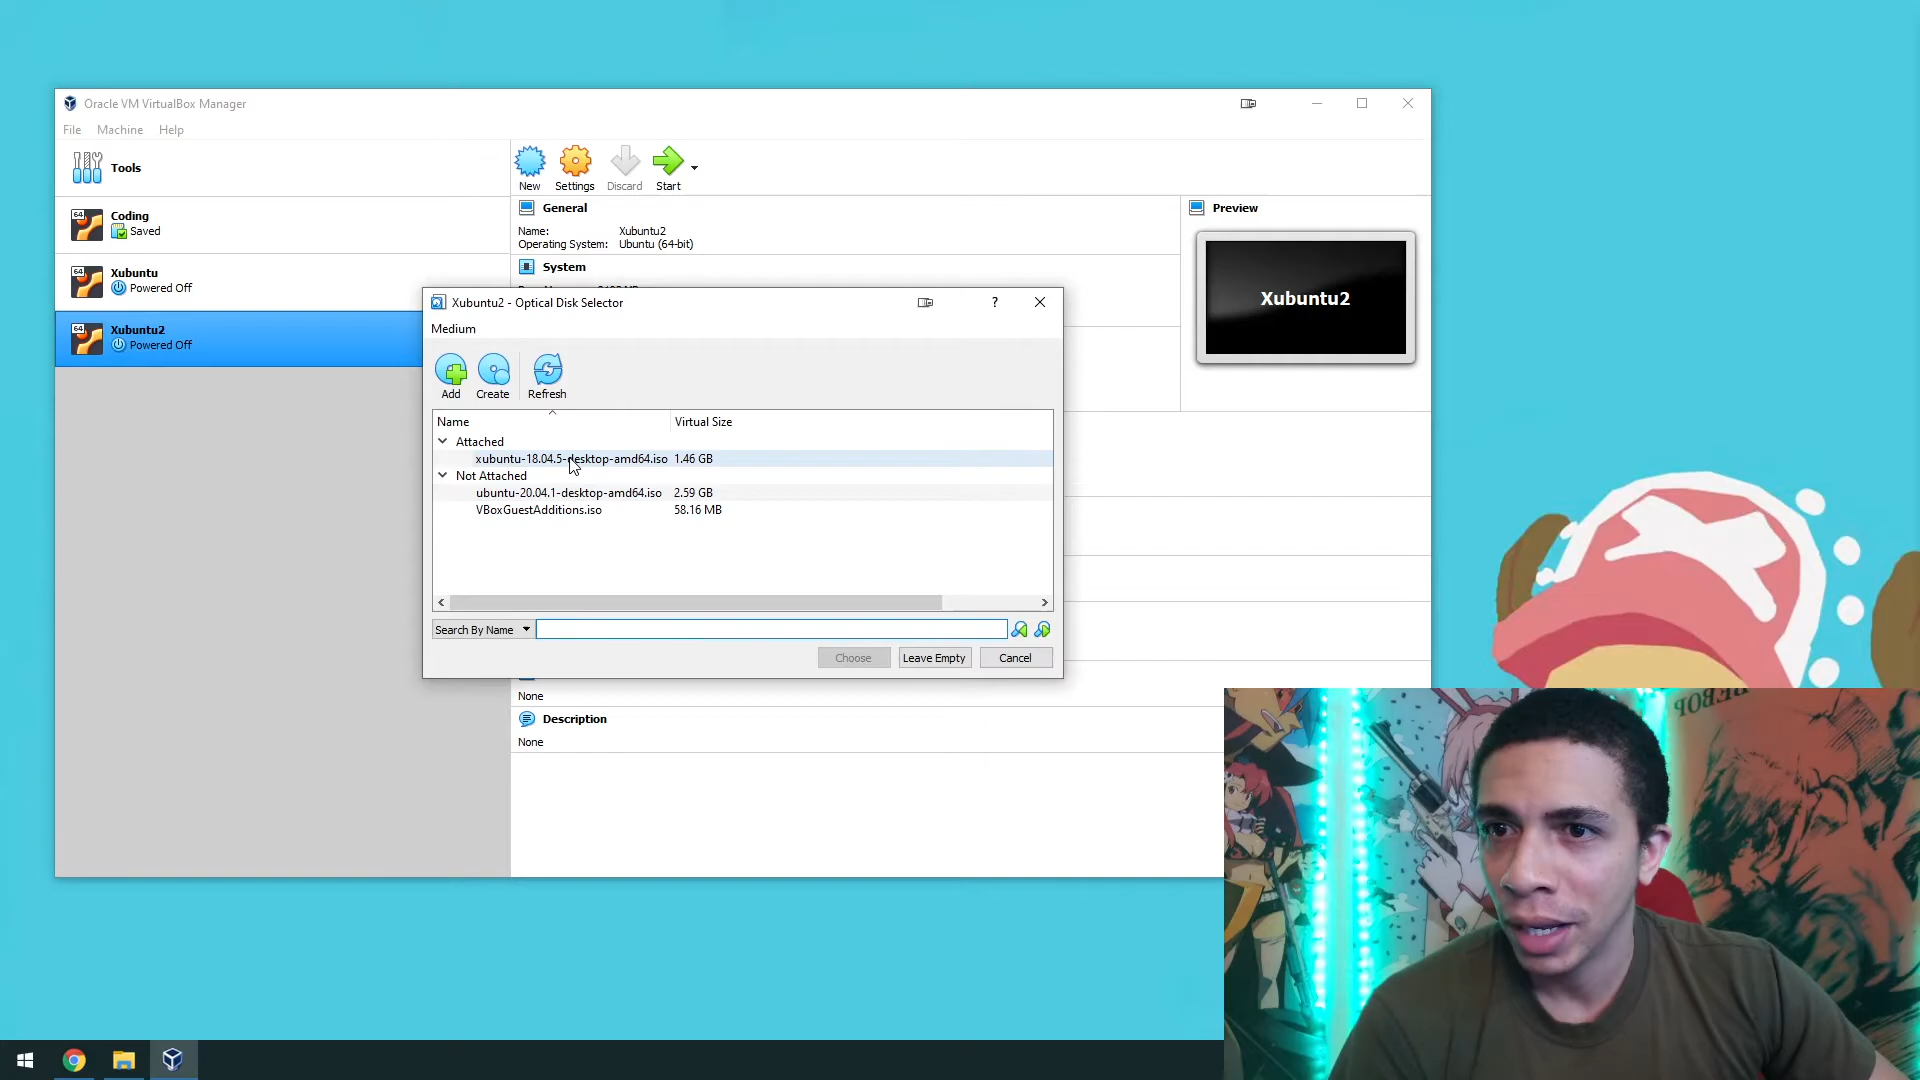 Oracle VM VirtualBox Manager
File Machine Help
Tools
New Settings Discard Start
64 Coding
Saved
64 Xubuntu
Powered Off
64 Xubuntu2
Powered Off
General
Name: Xubuntu2
Operating System: Ubuntu (64-bit)
System
Preview
Xubuntu2
Xubuntu2 - Optical Disk Selector
?
Medium
Add Create Refresh
Name Virtual Size
Attached
xubuntu-18.04.5-desktop-amd64.iso 1.46 GB
Not Attached
ubuntu-20.04.1-desktop-amd64.iso 2.59 GB
VBoxGuestAdditions.iso 58.16 MB
Search By Name
Choose Leave Empty Cancel
None
Description
None